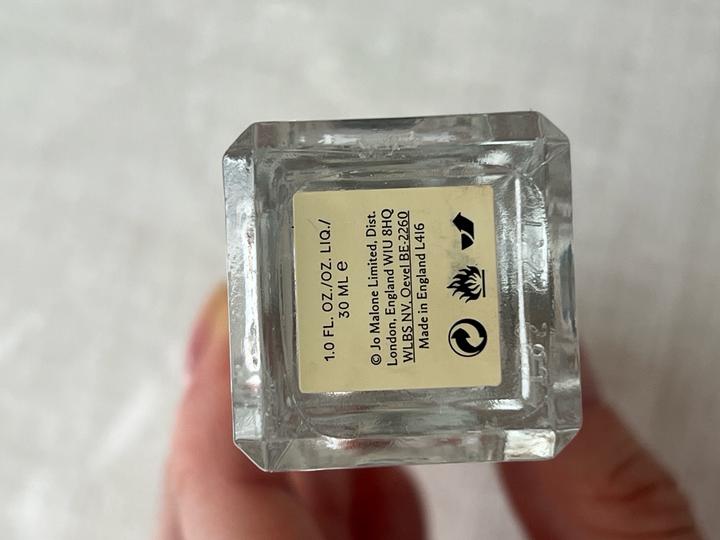 1.0 FL. OZ./OZ. LIQ./
30 ML e
© Jo Malone Limited, Dist.
London, England W1U 8HQ
WLBS NV. Oevel BE-2260
Made in England L416